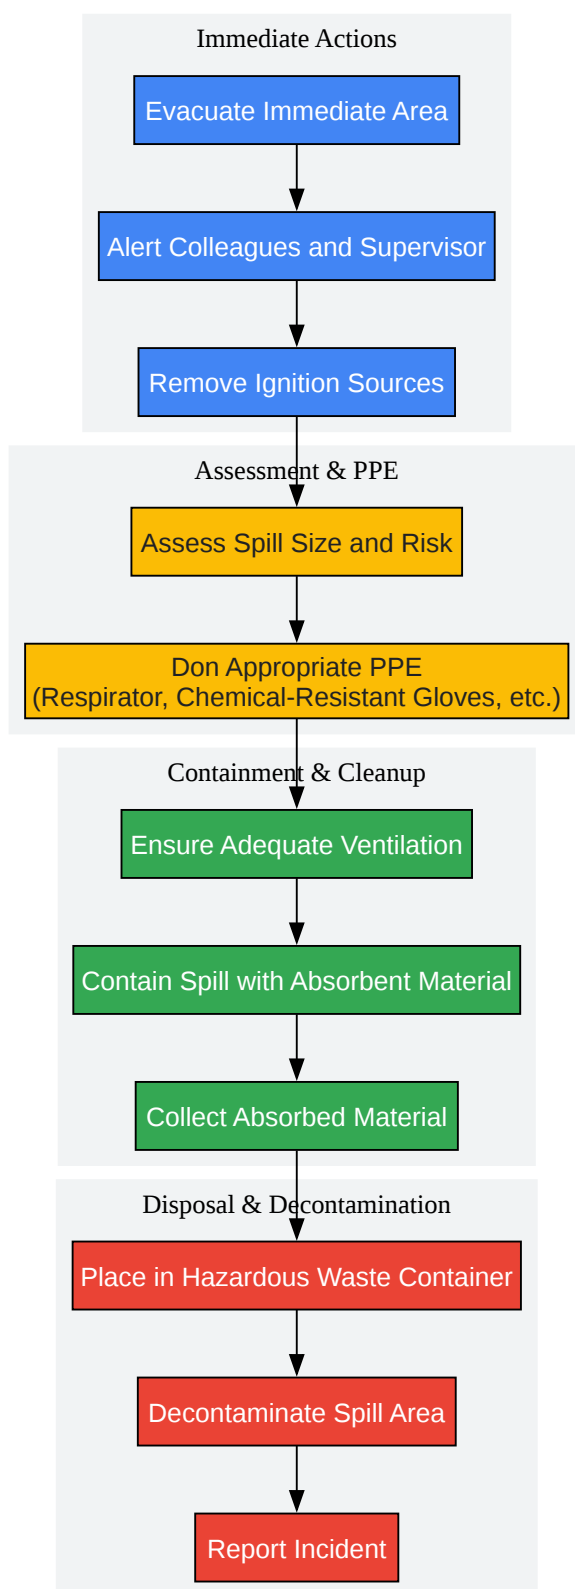 Immediate Actions
Evacuate Immediate Area
Alert Colleagues and Supervisor
Remove Ignition Sources
Assessment & PPE
Assess Spill Size and Risk
Don Appropriate PPE
(Respirator, Chemical-Resistant Gloves, etc.)
Containment & Cleanup
Ensure Adequate Ventilation
Contain Spill with Absorbent Material
Collect Absorbed Material
Disposal & Decontamination
Place in Hazardous Waste Container
Decontaminate Spill Area
Report Incident